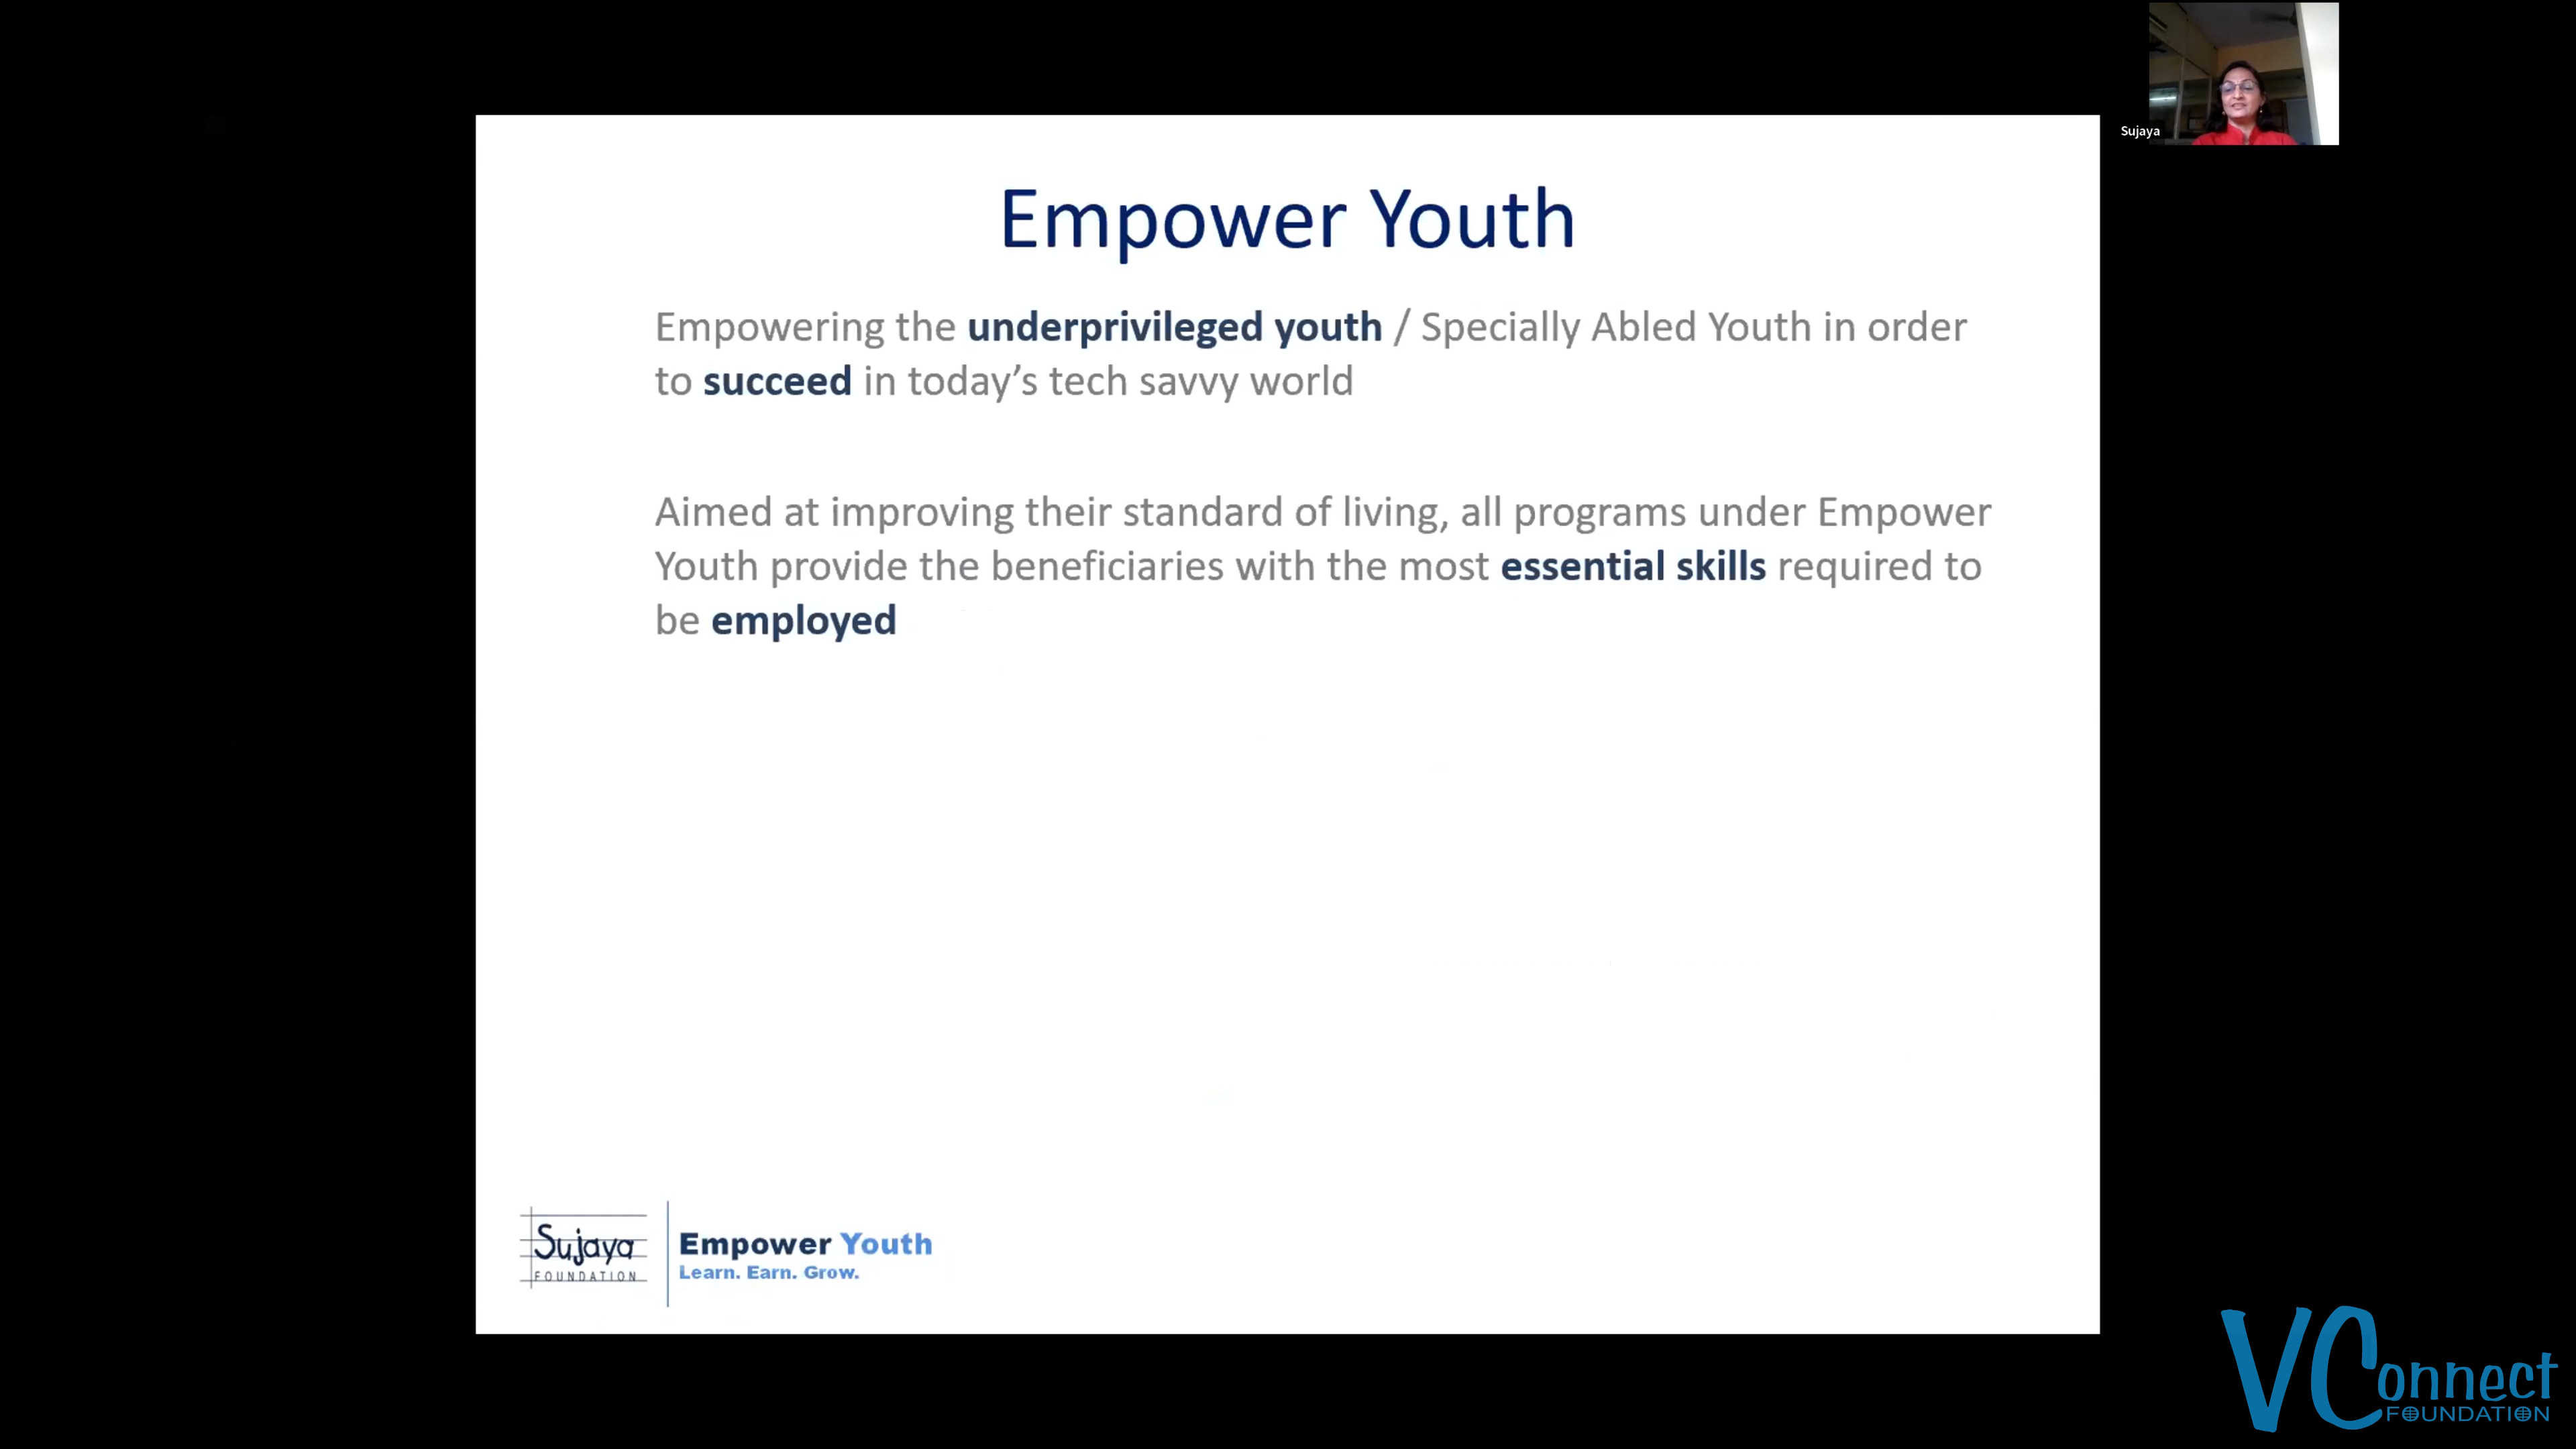 Sujaya
Empower Youth
Empowering the underprivileged youth / Specially Abled Youth in order
to succeed in today's tech savvy world
Aimed at improving their standard of living, all programs under Empower
Youth provide the beneficiaries with the most essential skills required to
be employed
Sujaya
FOUNDATION
Empower Youth
Learn. Earn. Grow.
VConnect
FOUNDATION